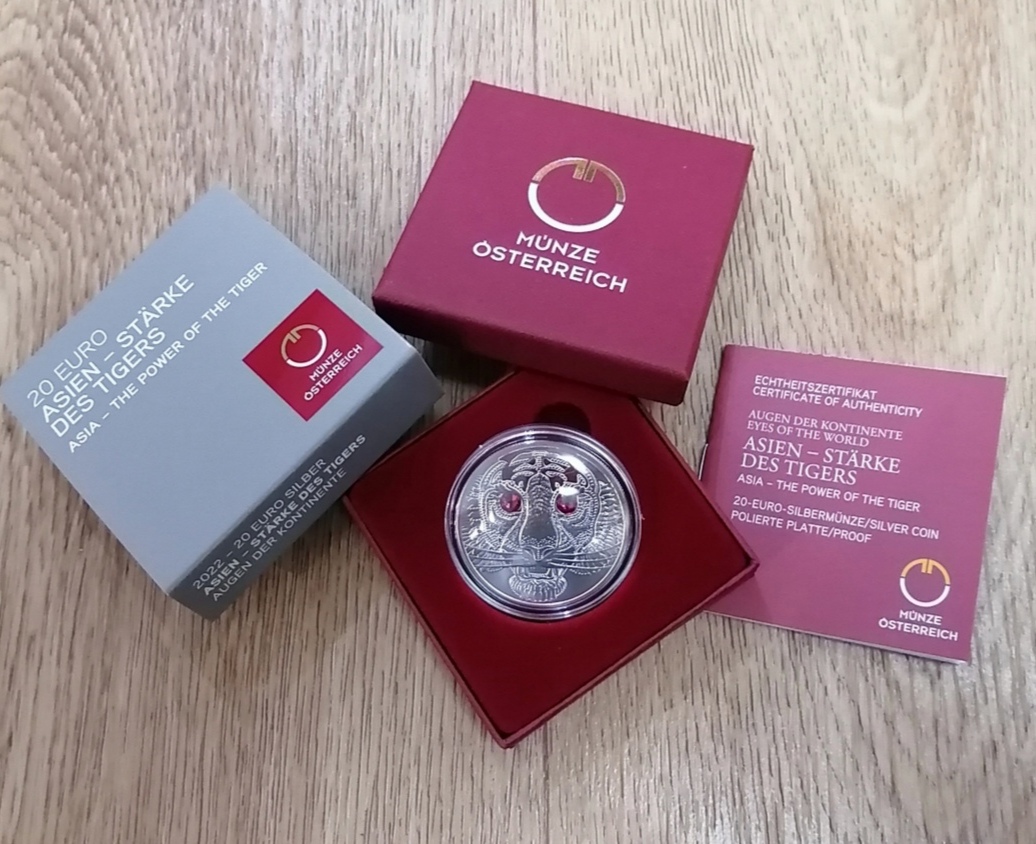 20 EURO
ASIEN – STÄRKE
DES TIGERS
ASIA – THE POWER OF THE TIGER
MÜNZE
ÖSTERREICH
2022 – 20 EURO SILBER
ASIEN – STÄRKE DES TIGERS
AUGEN DER KONTINENTE
MÜNZE
ÖSTERREICH
ECHTHEITSZERTIFIKAT
CERTIFICATE OF AUTHENTICITY
AUGEN DER KONTINENTE
EYES OF THE WORLD
ASIEN – STÄRKE
DES TIGERS
ASIA – THE POWER OF THE TIGER
20-EURO-SILBERMÜNZE/SILVER COIN
POLIERTE PLATTE/PROOF
MÜNZE
ÖSTERREICH